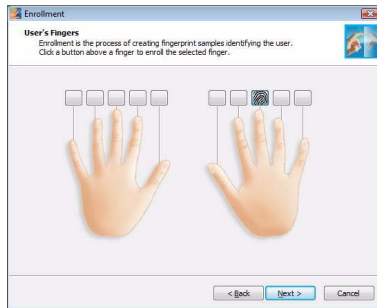 Enrollment
User's Fingers
Enrollment is the process of creating fingerprint samples identifying the user.
Click a button above a finger to enroll the selected finger.
< Back
Next >
Cancel